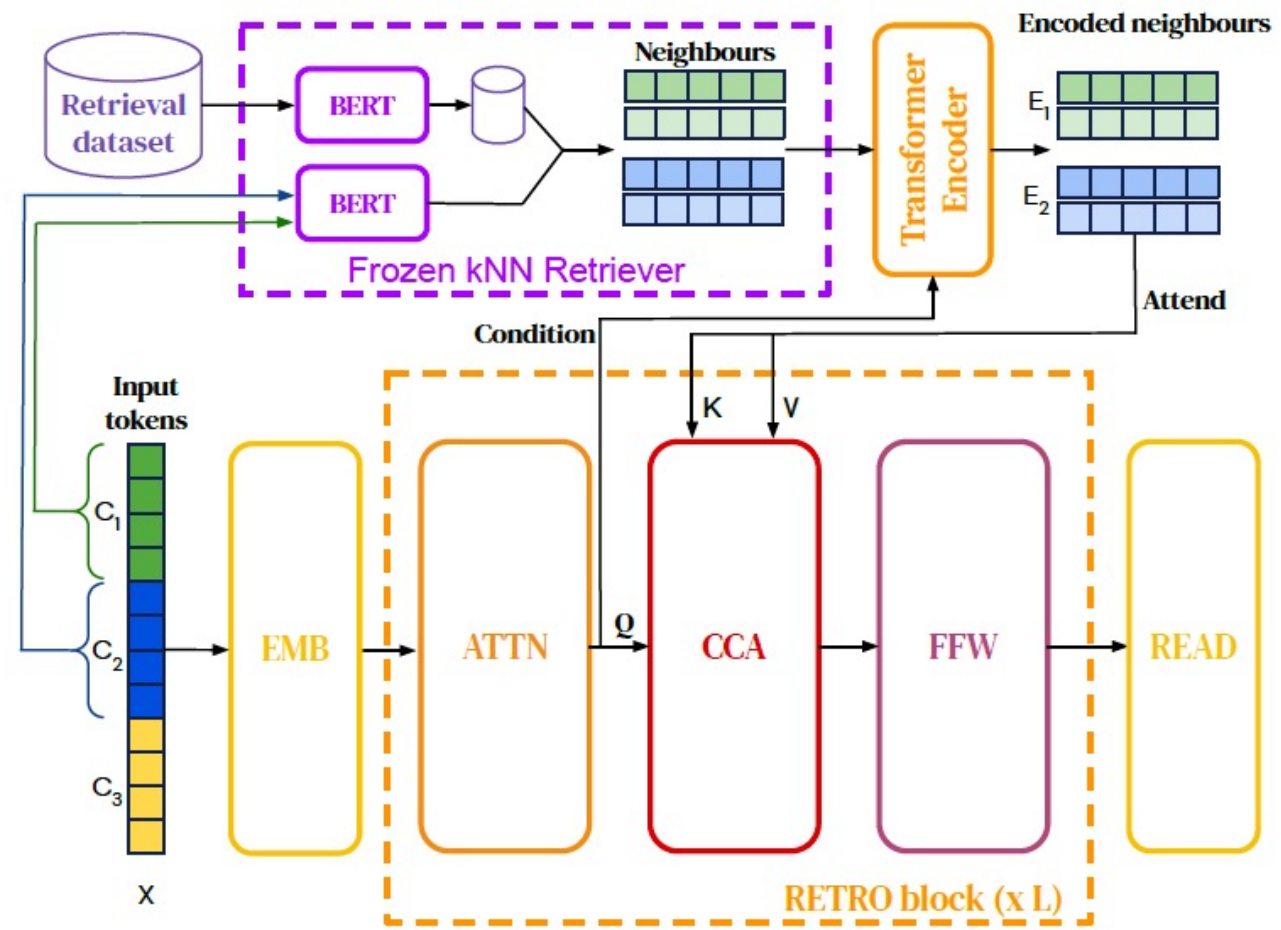 Retrieval
dataset
BERT
BERT
Neighbours
Frozen kNN Retriever
Transformer
Encoder
Encoded neighbours
E1
E2
Attend
Condition
Input
tokens
C1
C2
C3
X
EMB
ATTN
Q
K
V
CCA
FFW
READ
RETRO block (x L)